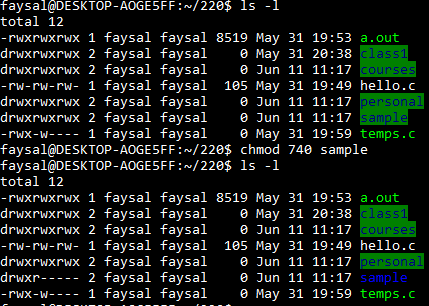 faysal@DESKTOP-AOGE5FF:~/220$ ls -l
total 12
-rwxrwxrwx 1 faysal faysal 8519 May 31 19:53 a.out
drwxrwxrwx 2 faysal faysal    0 May 31 20:38 class1
drwxrwxrwx 2 faysal faysal    0 Jun 11 11:17 courses
-rw-rw-rw- 1 faysal faysal  105 May 31 19:49 hello.c
drwxrwxrwx 2 faysal faysal    0 Jun 11 11:17 personal
drwxrwxrwx 2 faysal faysal    0 Jun 11 11:17 sample
-rwx-w---- 1 faysal faysal    0 May 31 19:59 temps.c
faysal@DESKTOP-AOGE5FF:~/220$ chmod 740 sample
faysal@DESKTOP-AOGE5FF:~/220$ ls -l
total 12
-rwxrwxrwx 1 faysal faysal 8519 May 31 19:53 a.out
drwxrwxrwx 2 faysal faysal    0 May 31 20:38 class1
drwxrwxrwx 2 faysal faysal    0 Jun 11 11:17 courses
-rw-rw-rw- 1 faysal faysal  105 May 31 19:49 hello.c
drwxrwxrwx 2 faysal faysal    0 Jun 11 11:17 personal
drwxr----- 2 faysal faysal    0 Jun 11 11:17 sample
-rwx-w---- 1 faysal faysal    0 May 31 19:59 temps.c